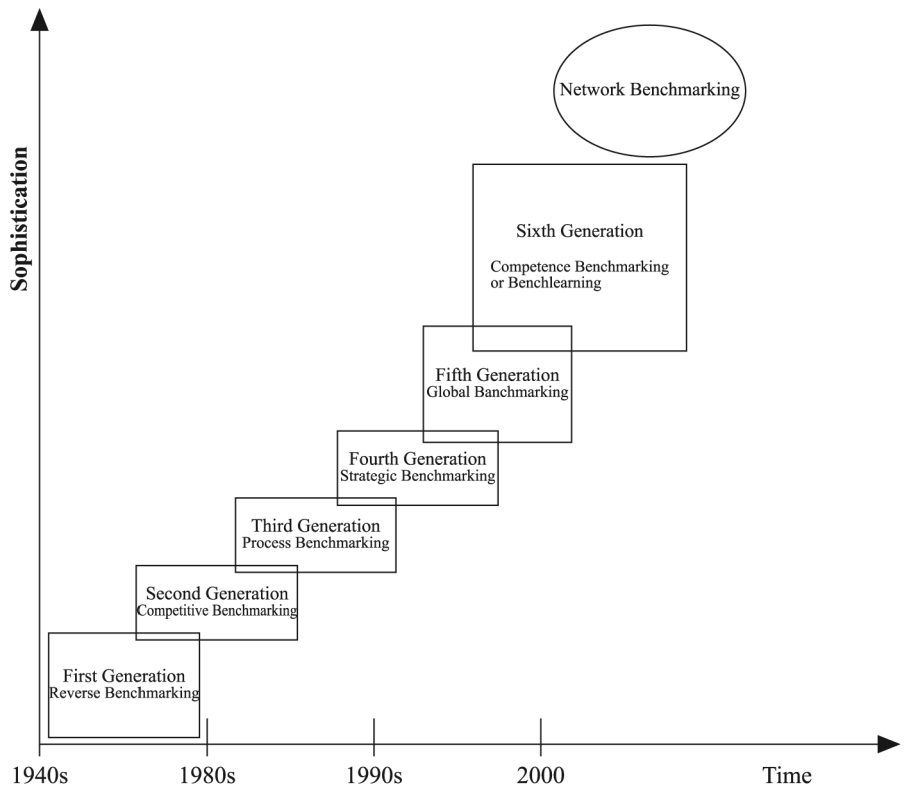 Network Benchmarking
Sophistication
Sixth Generation
Competence Benchmarking
or Benchlearning
Fifth Generation
Global Banchmarking
Fourth Generation
Strategic Benchmarking
Third Generation
Process Benchmarking
Second Generation
Competitive Benchmarking
First Generation
Reverse Benchmarking
1940s 1980s 1990s 2000 Time